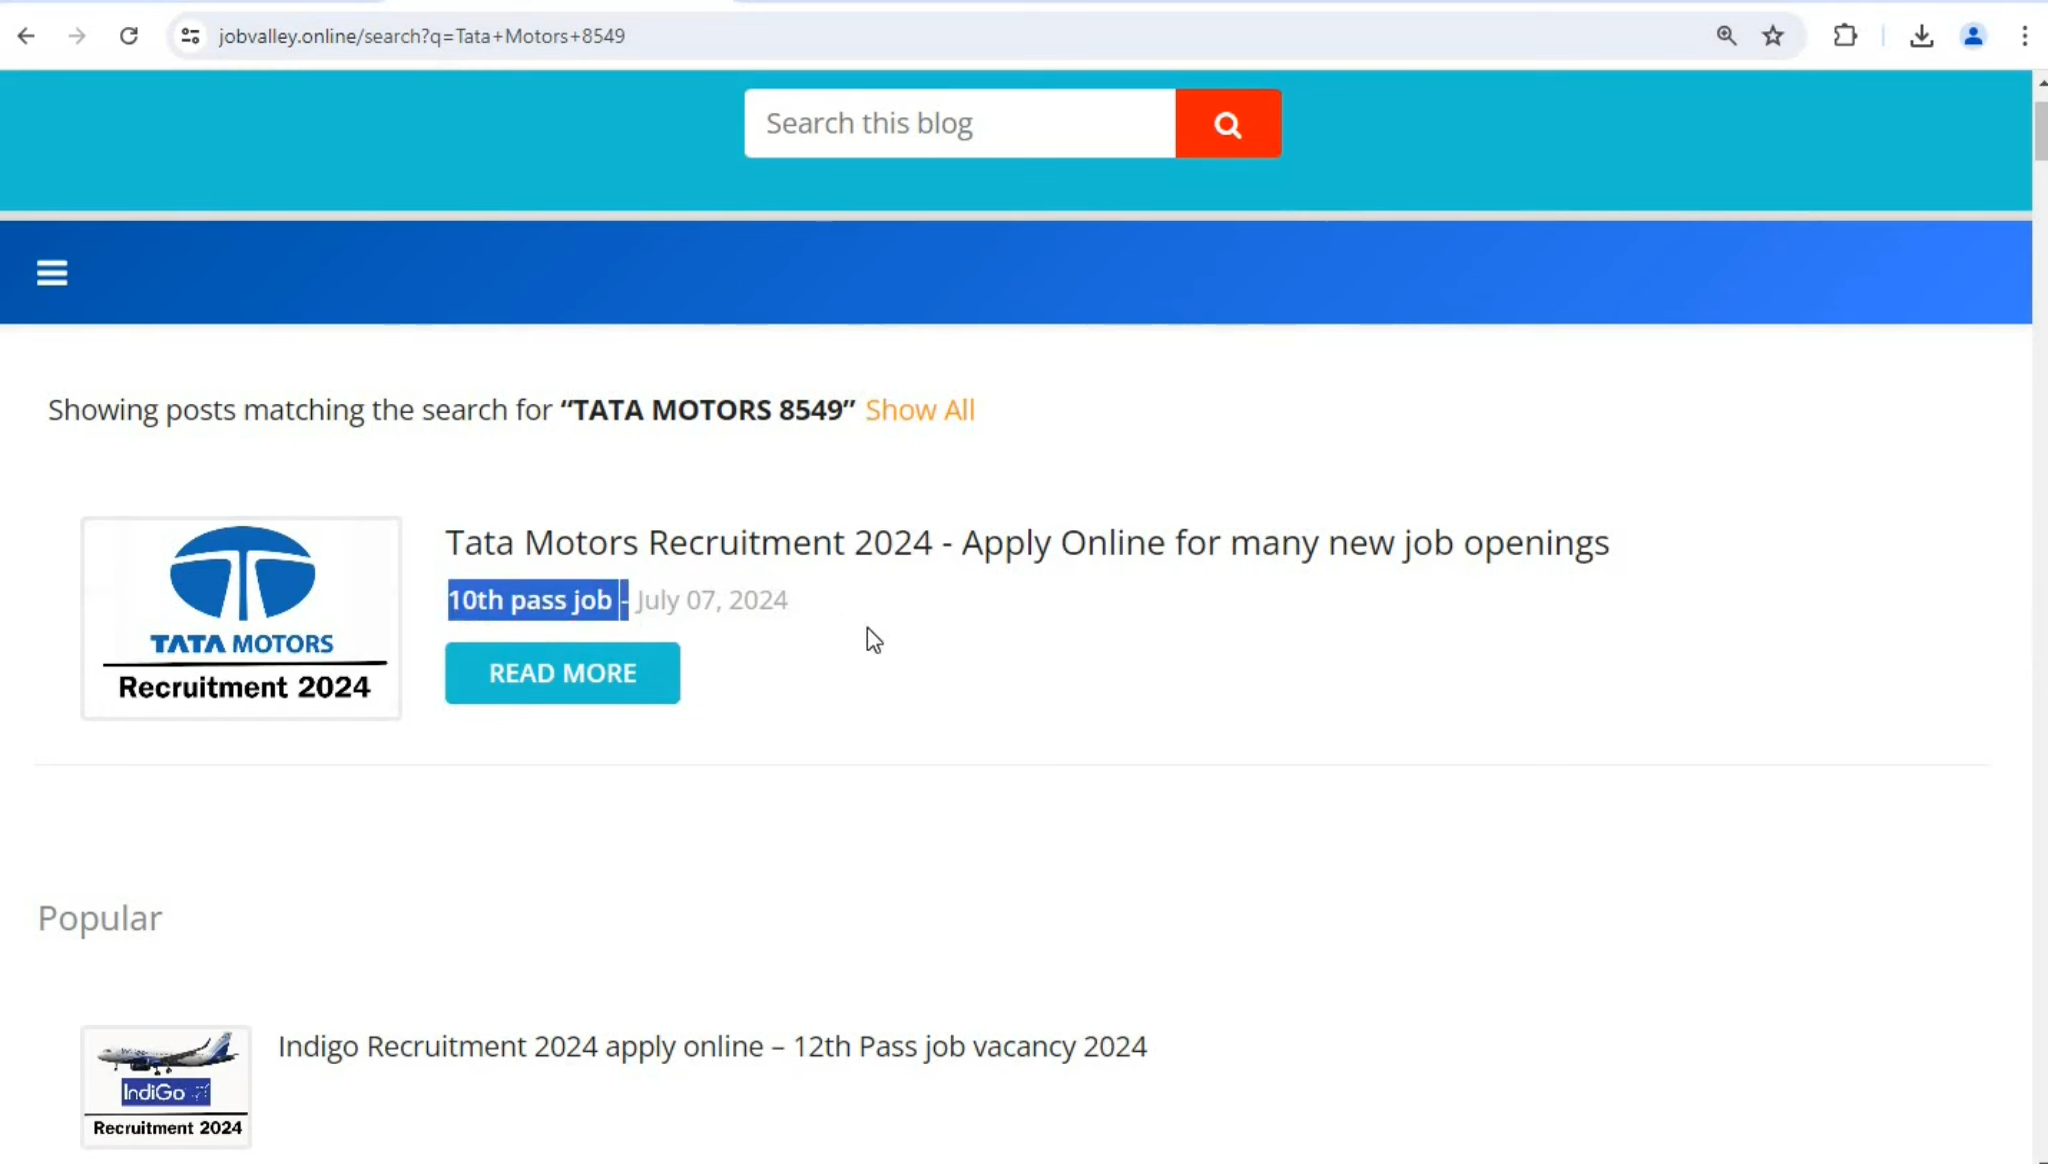 jobvalley.online/search?q=Tata+Motors+8549
Search this blog
Showing posts matching the search for “TATA MOTORS 8549” Show All
TATA MOTORS
Recruitment 2024
Tata Motors Recruitment 2024 - Apply Online for many new job openings
10th pass job - July 07, 2024
READ MORE
Popular
IndiGo
Recruitment 2024
Indigo Recruitment 2024 apply online – 12th Pass job vacancy 2024